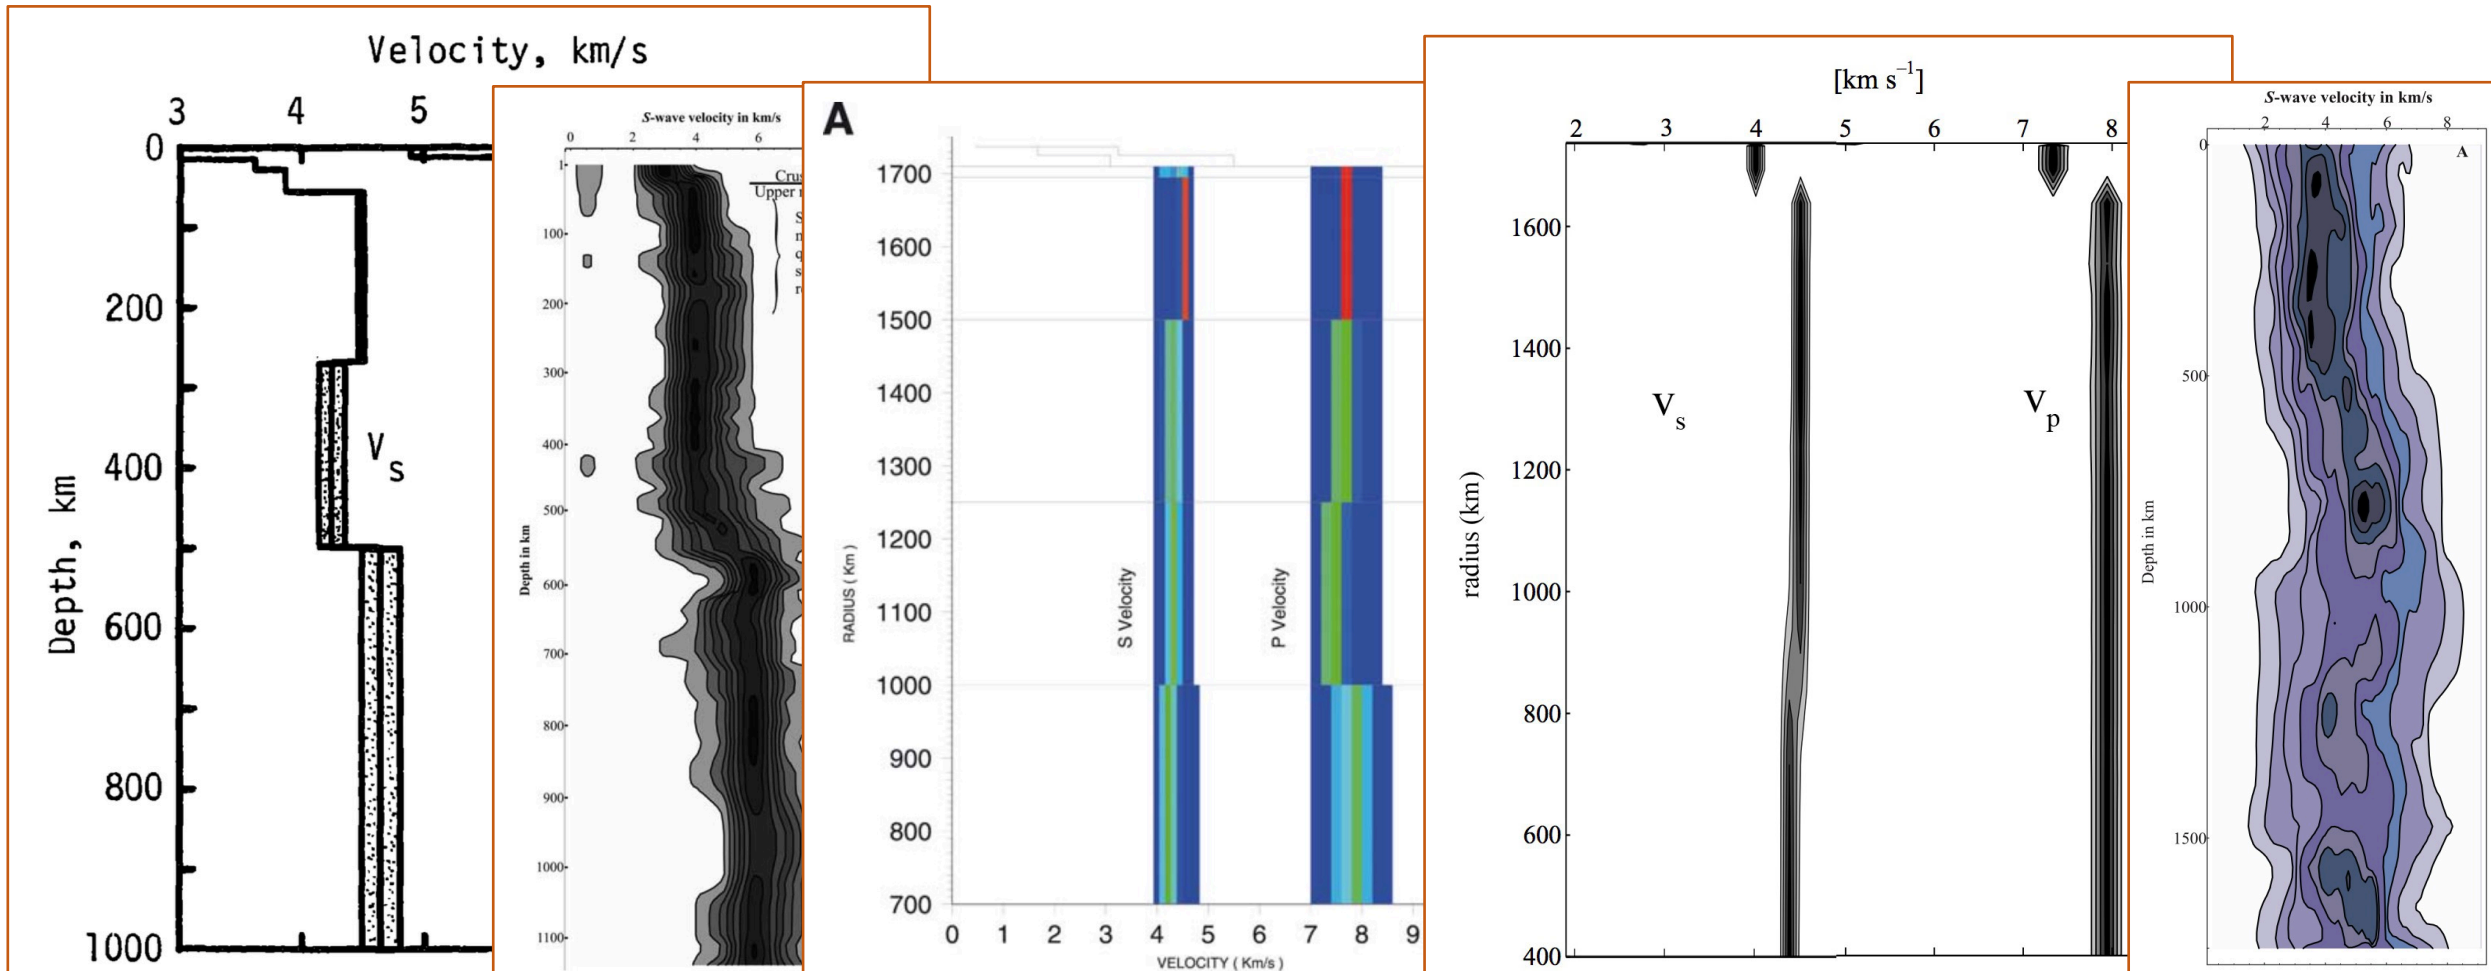 Velocity, km/s
3 4 5
0
200
400
600
800
1000
Depth, km
V
S
S-wave velocity in km/s
0 2 4 6
1
100
200
300
400
500
600
700
800
900
1000
1100
Depth in km
Upper
A
1700
1600
1500
1400
1300
1200
1100
1000
900
800
700
RADIUS ( Km )
S Velocity
P Velocity
0 1 2 3 4 5 6 7 8 9
VELOCITY ( Km/s )
[km s⁻¹]
2 3 4 5 6 7 8
1600
1400
1200
1000
800
600
400
radius (km)
Vs
Vp
S-wave velocity in km/s
2 4 6 8
A
0
500
1000
1500
Depth in km